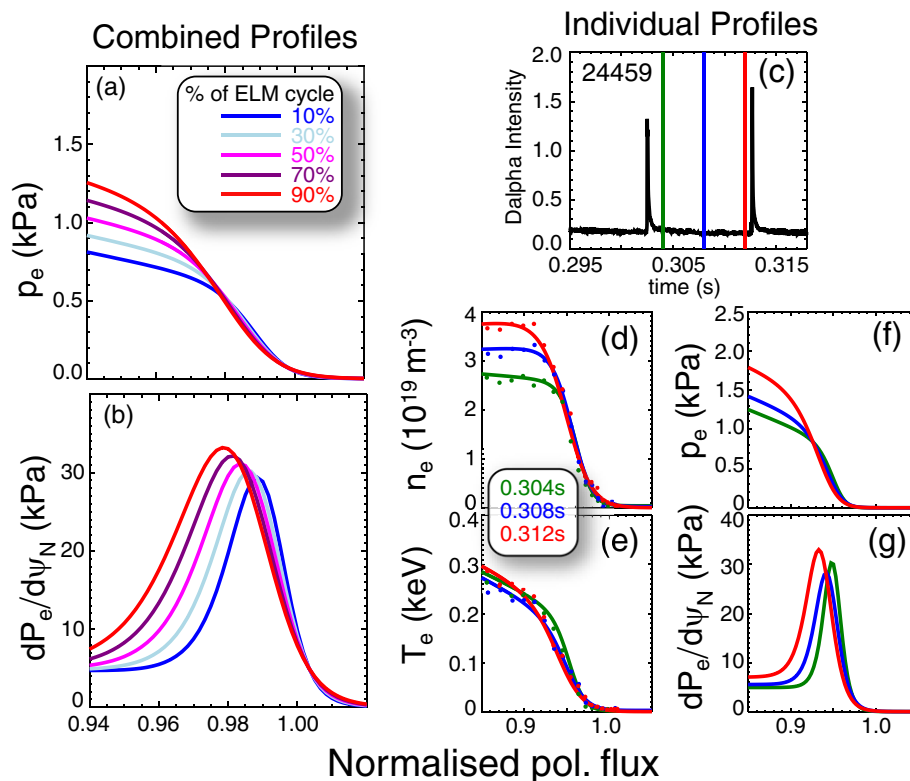 Combined Profiles
Individual Profiles
(a)
% of ELM cycle
10%
30%
50%
70%
90%
p_e (kPa)
1.5
1.0
0.5
0.0
(b)
dP_e/dψ_N (kPa)
30
20
10
0
0.94
0.96
0.98
1.00
24459
(c)
Dalpha Intensity
2.0
1.5
1.0
0.5
0.0
0.295
0.305
0.315
time (s)
(d)
n_e (10^19 m^-3)
4
3
2
1
0
0.304s
0.308s
0.312s
(e)
T_e (keV)
0.4
0.3
0.2
0.1
0
0.9
1.0
(f)
p_e (kPa)
2.5
2.0
1.5
1.0
0.5
0
(g)
dP_e/dψ_N (kPa)
40
30
20
10
0
0.9
1.0
Normalised pol. flux